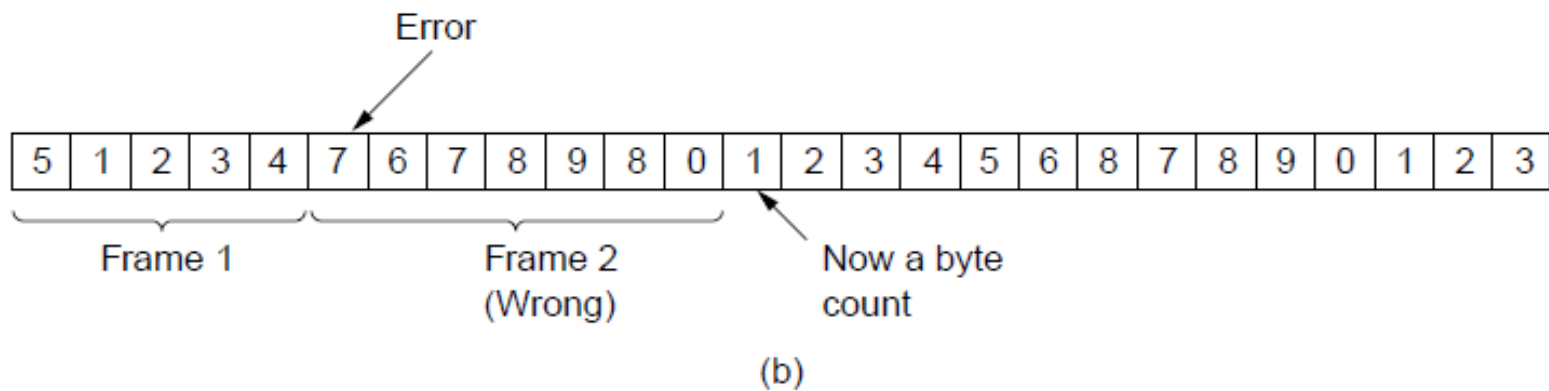 Error
5 1 2 3 4 7 6 7 8 9 8 0 1 2 3 4 5 6 8 7 8 9 0 1 2 3
Frame 1
Frame 2
(Wrong)
Now a byte
count
(b)